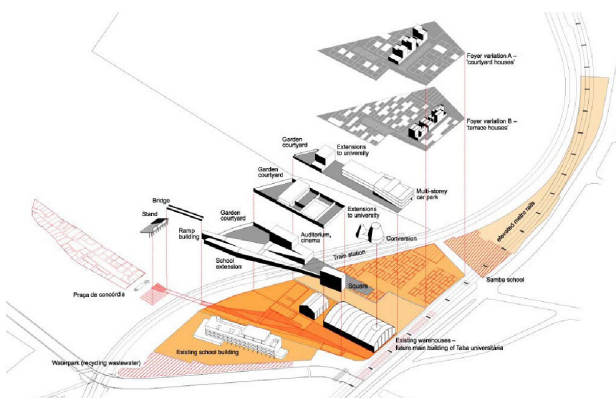 Foyer variation A –
'courtyard houses'
Foyer variation B –
'terrace houses'
Garden
courtyard
Extensions
to university
Garden
courtyard
Multi-storey
car park
Bridge
Stand
Garden
courtyard
Extensions
to university
Ramp
building
Auditorium,
cinema
Conversion
School
extension
Train station
elevated metro rails
Samba school
Square
Praça de concórdia
Existing school building
Existing warehouses –
future main building of Taba universitária
Waterpark (recycling wastewater)